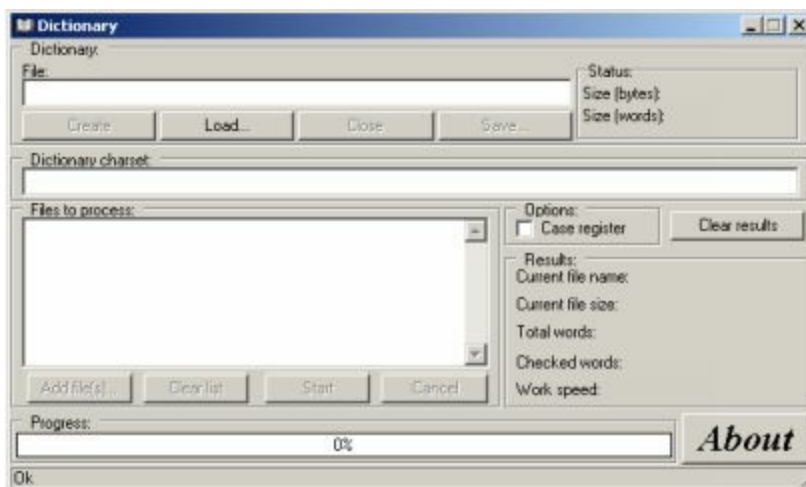 Dictionary
Dictionary:
File:
Status:
Size (bytes):
Size (words):
Create Load... Close Save...
Dictionary charset:
Files to process:
Options:
Case register
Clear results
Results:
Current file name:
Current file size:
Total words:
Checked words:
Work speed:
Add file(s)... Clear list Start Cancel
Progress:
0%
About
Ok